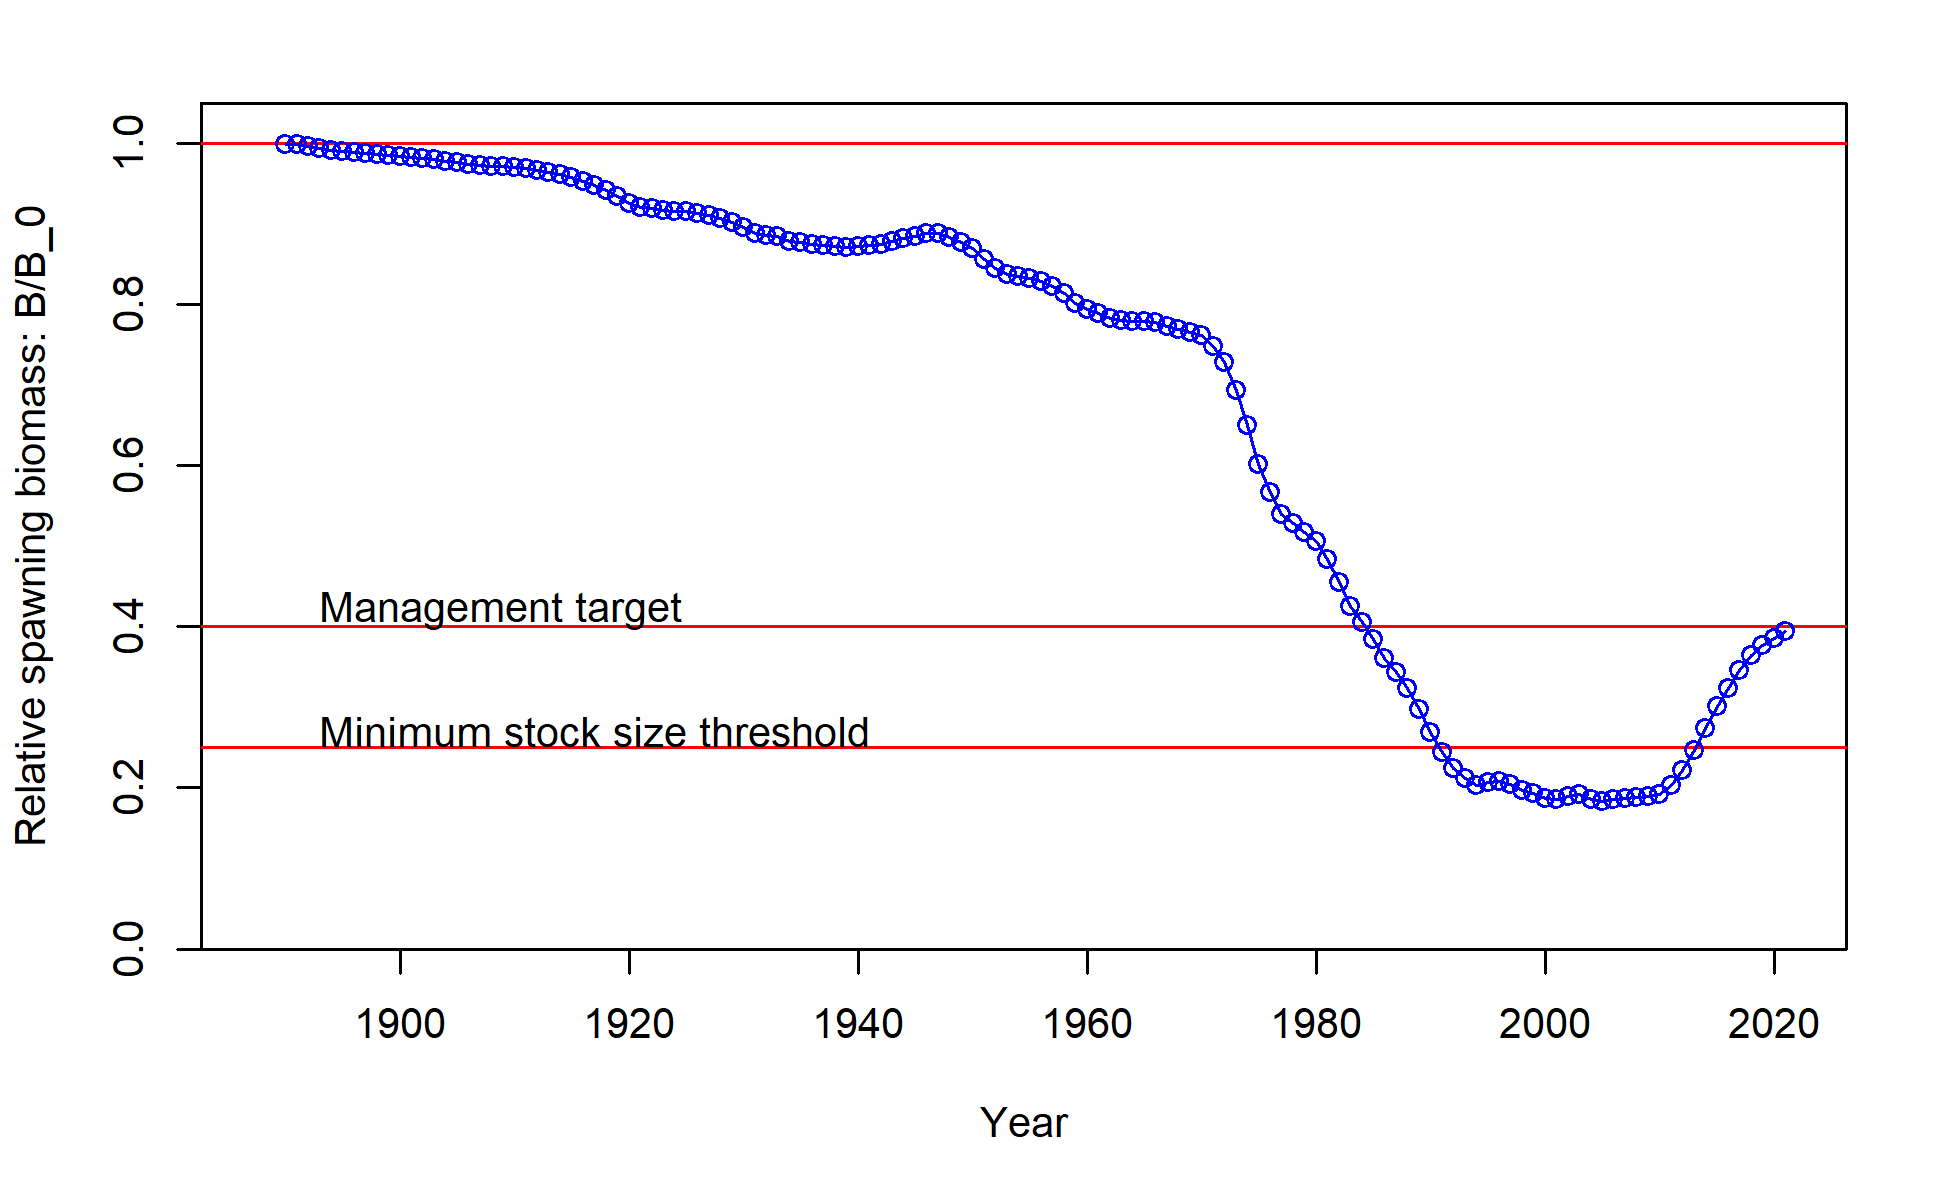 Relative spawning biomass: B/B_0
1.0
0.8
0.6
0.4
0.2
0.0
Management target
Minimum stock size threshold
1900 1920 1940 1960 1980 2000 2020
Year